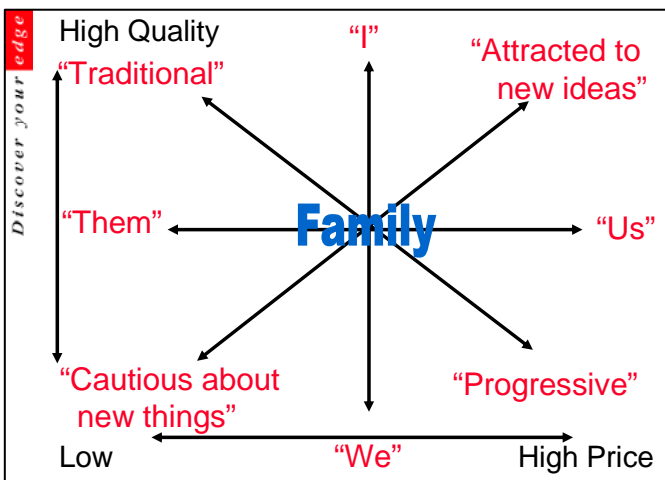 Discover your edge
High Quality
“I”
“Traditional”
“Attracted to
new ideas”
“Them”
Family
“Us”
“Cautious about
new things”
“Progressive”
Low
“We”
High Price